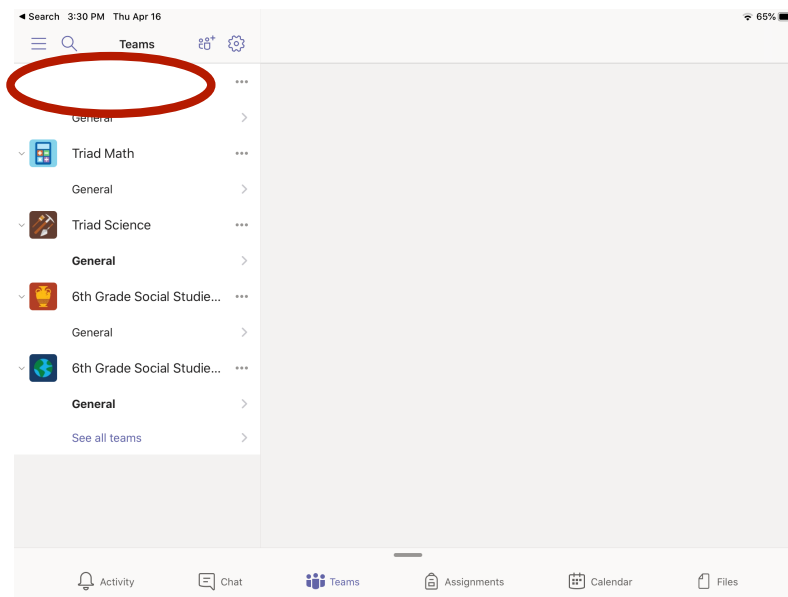 Search 3:30 PM Thu Apr 16 65%
Teams
General
Triad Math
General
Triad Science
General
6th Grade Social Studie...
General
6th Grade Social Studie...
General
See all teams
Activity Chat Teams Assignments Calendar Files